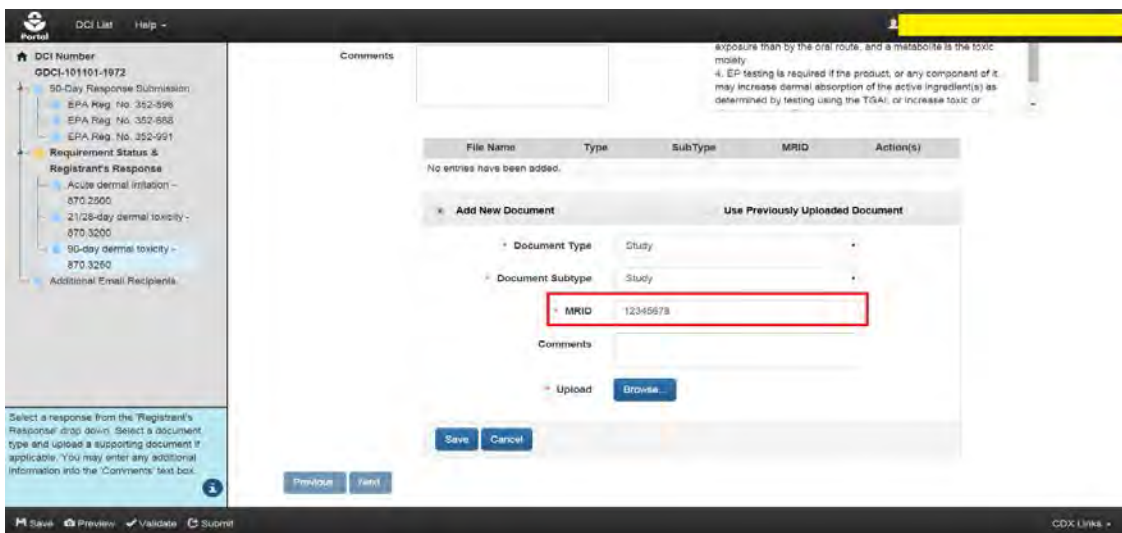 Portal DCI List Help
DCI Number
GDCI-101101-1972
90-Day Response Submission
EPA Reg. No. 352-596
EPA Reg. No. 352-668
EPA Reg. No. 352-991
Requirement Status &
Registrant's Response
Acute dermal irritation –
870.2500
21/28-day dermal toxicity -
870.3200
90-day dermal toxicity –
870.3250
Additional Email Recipients
Select a response from the 'Registrant's
Response' drop down. Select a document
type and upload a supporting document if
applicable. You may enter any additional
information into the 'Comments' text box.
Comments
exposure than by the oral route, and a metabolite is the toxic
moiety.
4. EP testing is required if the product, or any component of it
may increase dermal absorption of the active ingredient(s) as
determined by testing using the TGAI, or increase toxic or
File Name Type SubType MRID Action(s)
No entries have been added.
Add New Document Use Previously Uploaded Document
* Document Type Study
* Document Subtype Study
* MRID 12345678
Comments
* Upload Browse...
Save Cancel
Previous Next
Save Preview Validate Submit CDX Links